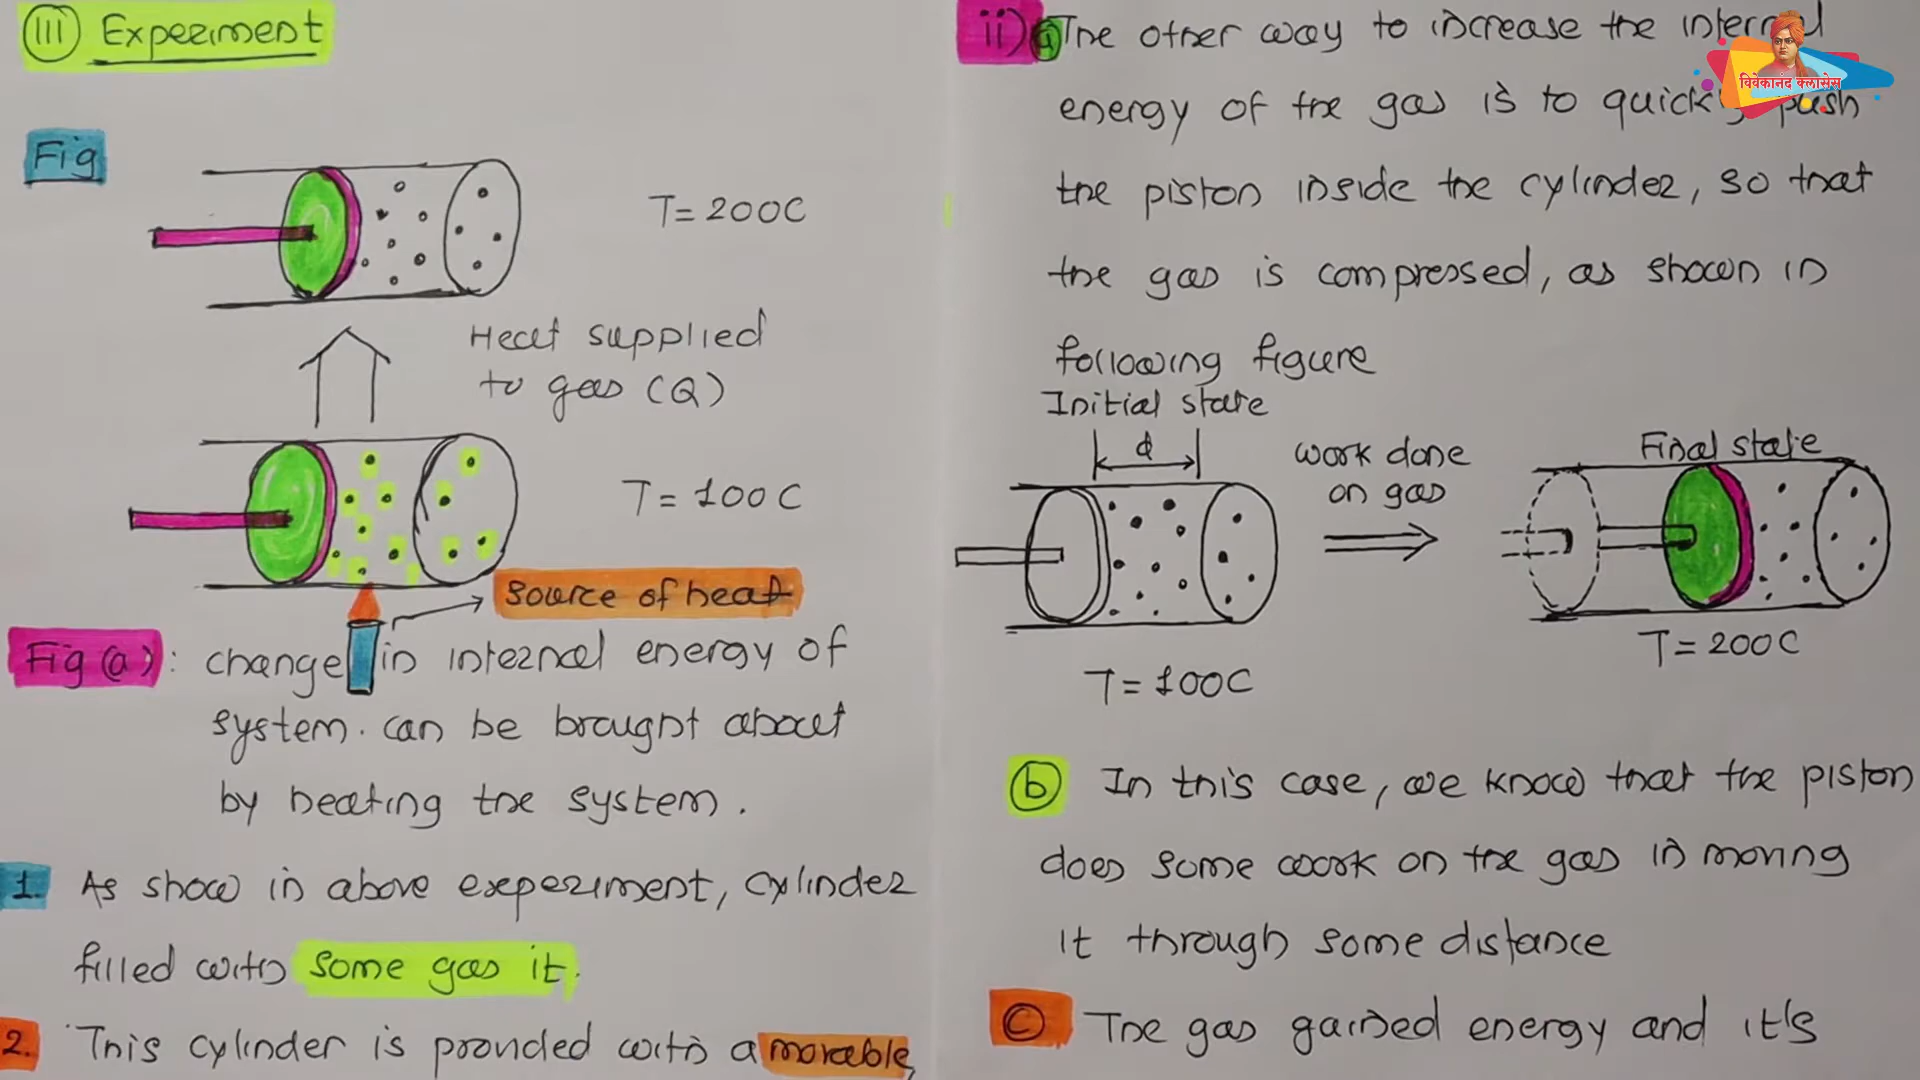 III Experiment
Fig
T = 200C
Heat supplied
to gas (Q)
T = 100C
source of heat
Fig (a) : change in internal energy of
system. can be brought about
by heating the system.
1. As show in above experiment, cylinder
filled with some gas it.
2. This cylinder is provided with a movable,
ii) a The other way to increase the internal
energy of the gas is to quickly push
the piston inside the cylinder, so that
the gas is compressed, as shown in
following figure
Initial state
d
work done
on gas
Final state
T = 100C
T = 200C
b In this case, we know that the piston
does some work on the gas in moving
it through some distance
c The gas gained energy and it's
विवेकानंद क्लासेस